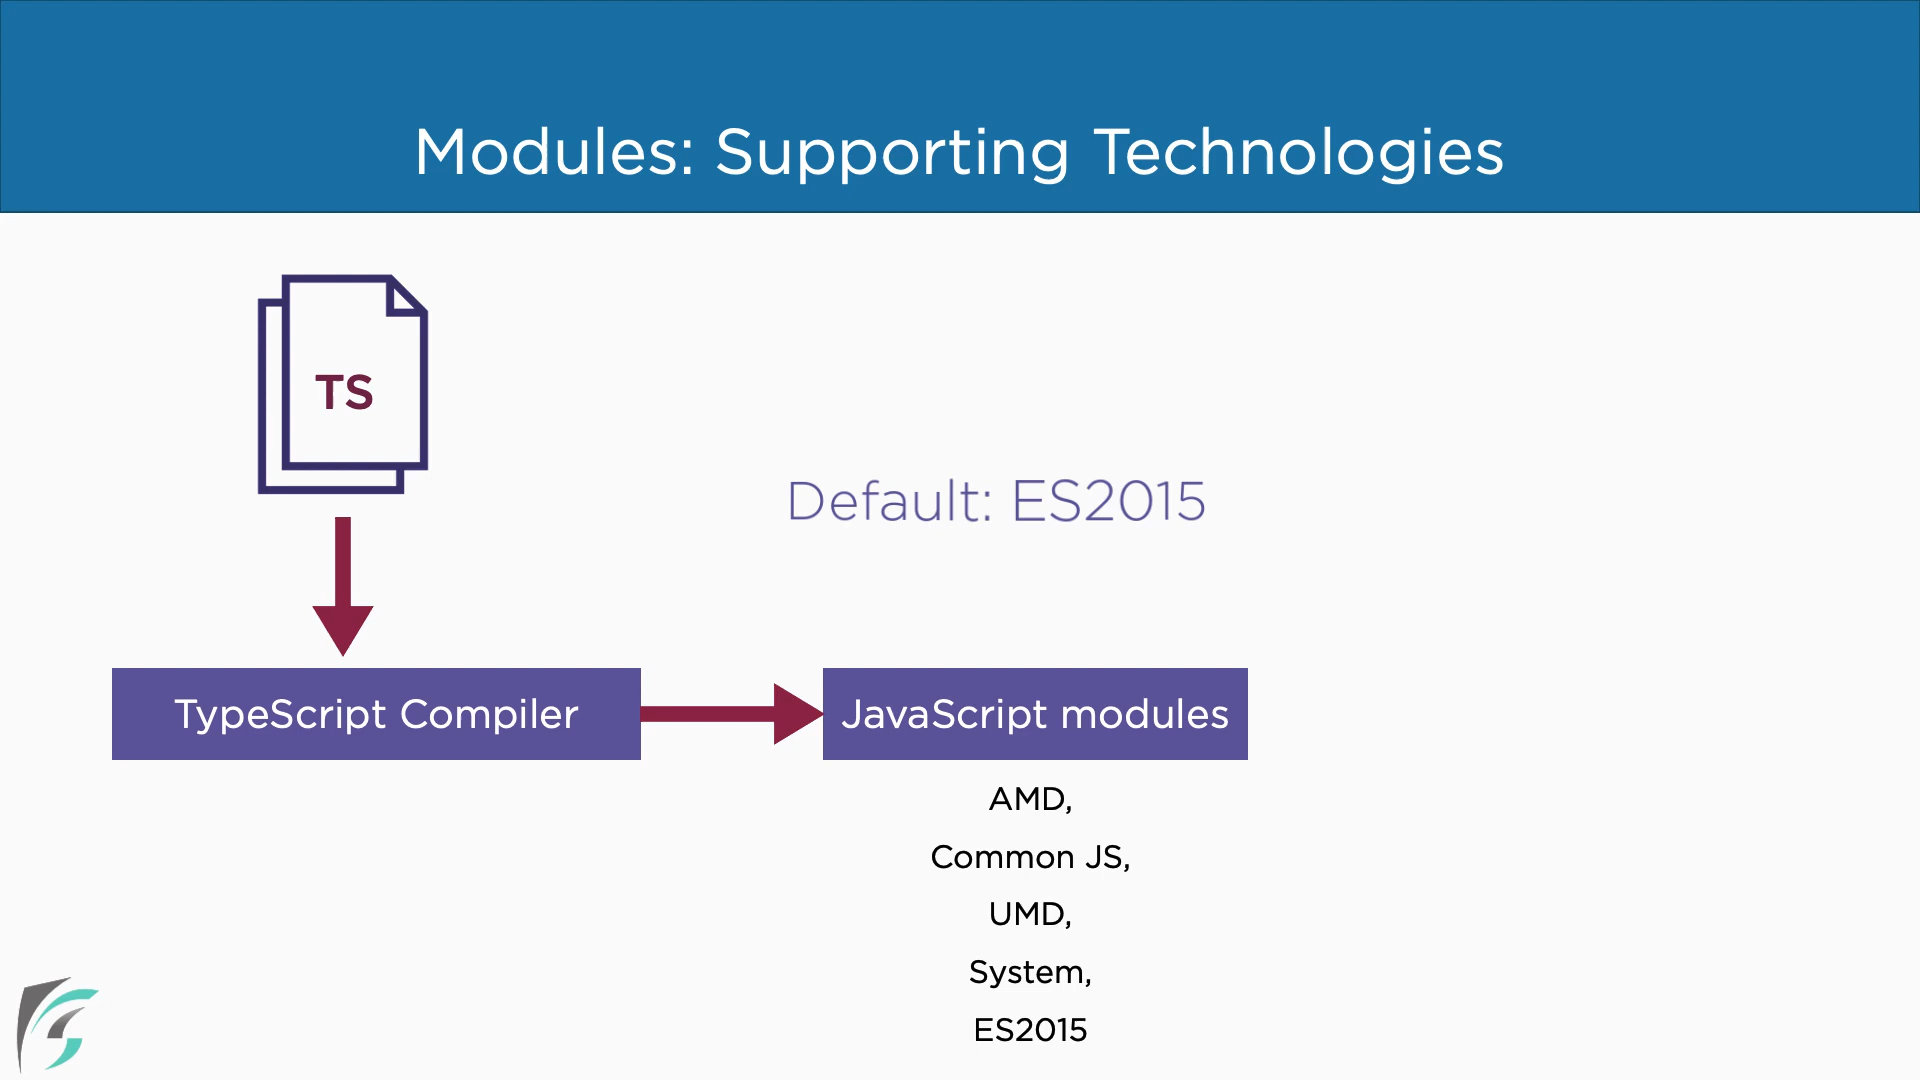 Modules: Supporting Technologies
TS
Default: ES2015
TypeScript Compiler
JavaScript modules
AMD,
Common JS,
UMD,
System,
ES2015